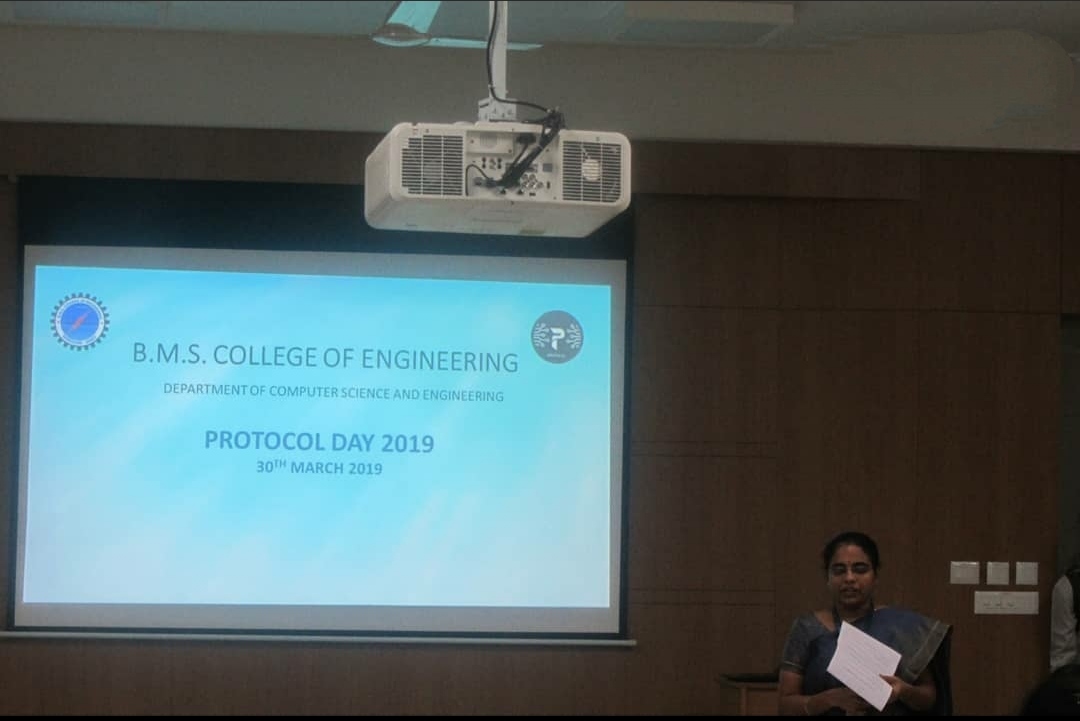 B.M.S. COLLEGE OF ENGINEERING
DEPARTMENT OF COMPUTER SCIENCE AND ENGINEERING
PROTOCOL DAY 2019
30TH MARCH 2019